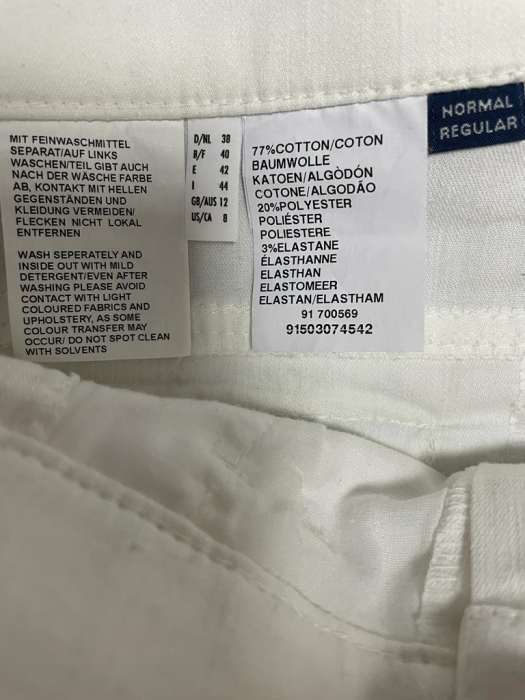 MIT FEINWASCHMITTEL
SEPARAT/AUF LINKS
WASCHEN/TEIL GIBT AUCH
NACH DER WÄSCHE FARBE
AB, KONTAKT MIT HELLEN
GEGENSTÄNDEN UND
KLEIDUNG VERMEIDEN/
FLECKEN NICHT LOKAL
ENTFERNEN
WASH SEPERATELY AND
INSIDE OUT WITH MILD
DETERGENT/EVEN AFTER
WASHING PLEASE AVOID
CONTACT WITH LIGHT
COLOURED FABRICS AND
UPHOLSTERY, AS SOME
COLOUR TRANSFER MAY
OCCUR/ DO NOT SPOT CLEAN
WITH SOLVENTS
D/NL 38
B/F 40
E 42
I 44
GB/AUS 12
US/CA 8
77%COTTON/COTON
BAUMWOLLE
KATOEN/ALGÒDÓN
COTONE/ALGODÃO
20%POLYESTER
POLIÉSTER
POLIESTERE
3%ELASTANE
ÉLASTHANNE
ELASTHAN
ELASTOMEER
ELASTAN/ELASTHAM
91 700569
91503074542
NORMAL
REGULAR